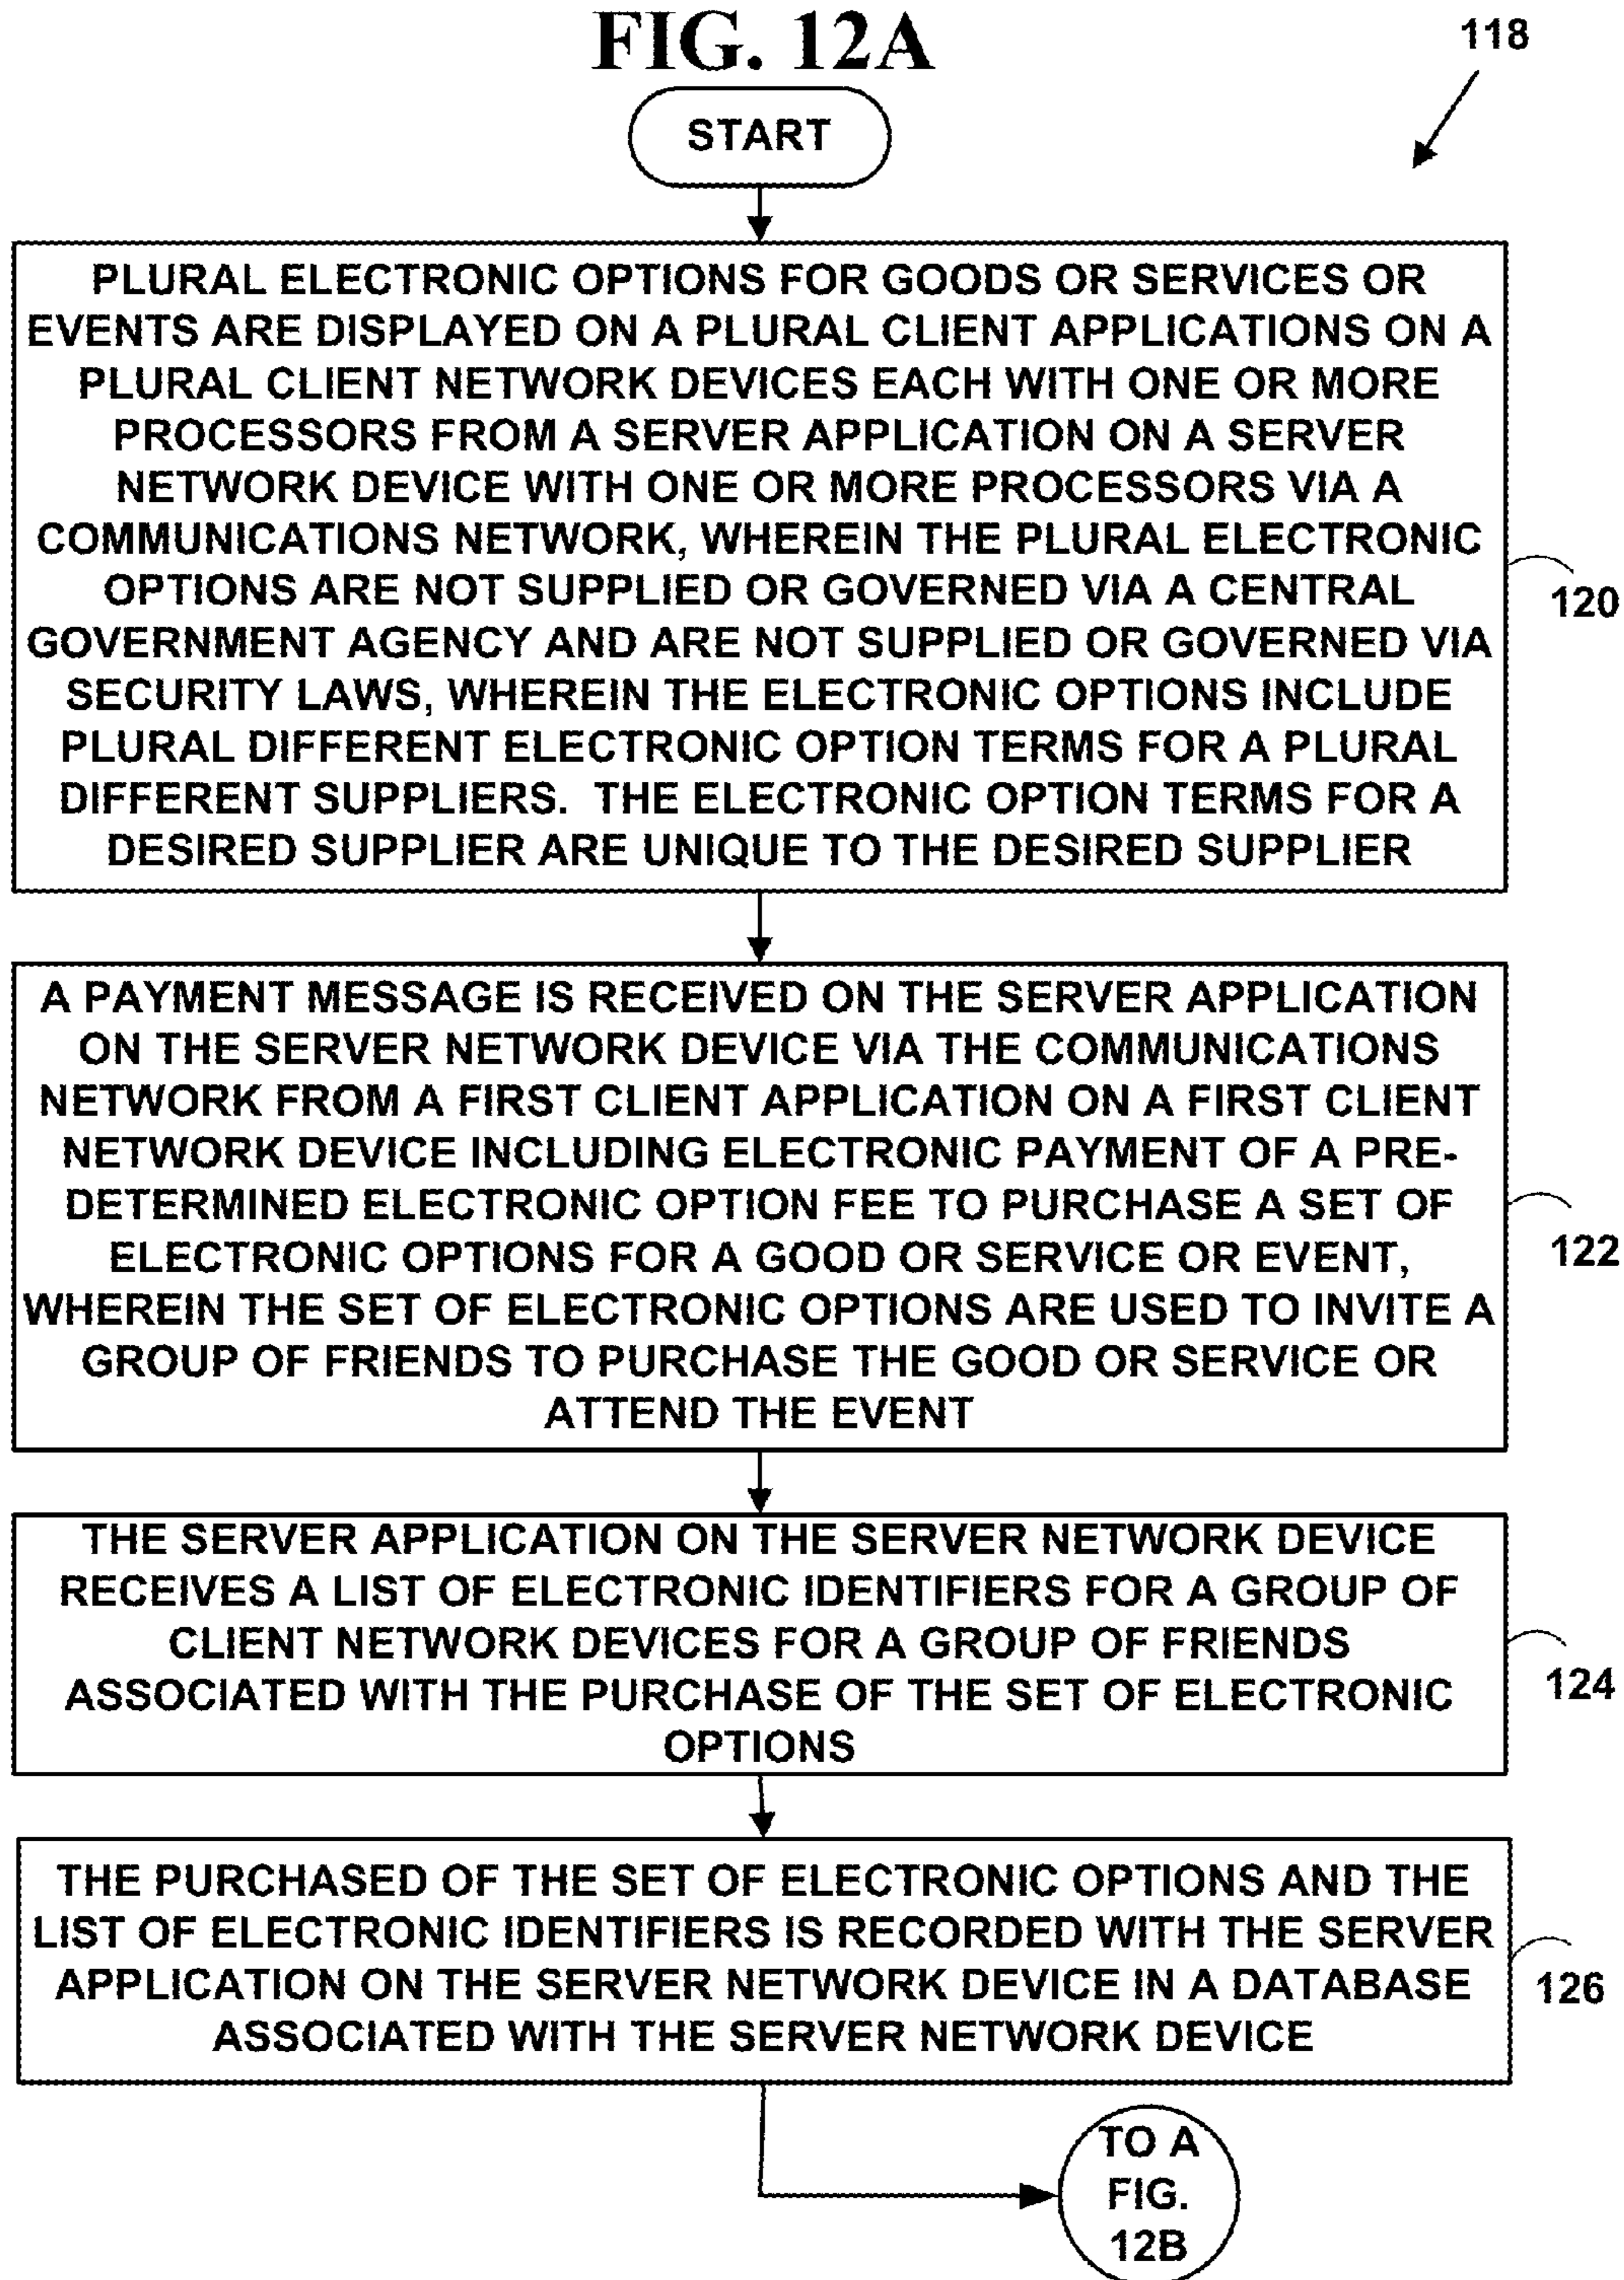 FIG. 12A
118
START
PLURAL ELECTRONIC OPTIONS FOR GOODS OR SERVICES OR
EVENTS ARE DISPLAYED ON A PLURAL CLIENT APPLICATIONS ON A
PLURAL CLIENT NETWORK DEVICES EACH WITH ONE OR MORE
PROCESSORS FROM A SERVER APPLICATION ON A SERVER
NETWORK DEVICE WITH ONE OR MORE PROCESSORS VIA A
COMMUNICATIONS NETWORK, WHEREIN THE PLURAL ELECTRONIC
OPTIONS ARE NOT SUPPLIED OR GOVERNED VIA A CENTRAL
GOVERNMENT AGENCY AND ARE NOT SUPPLIED OR GOVERNED VIA
SECURITY LAWS, WHEREIN THE ELECTRONIC OPTIONS INCLUDE
PLURAL DIFFERENT ELECTRONIC OPTION TERMS FOR A PLURAL
DIFFERENT SUPPLIERS. THE ELECTRONIC OPTION TERMS FOR A
DESIRED SUPPLIER ARE UNIQUE TO THE DESIRED SUPPLIER
120
A PAYMENT MESSAGE IS RECEIVED ON THE SERVER APPLICATION
ON THE SERVER NETWORK DEVICE VIA THE COMMUNICATIONS
NETWORK FROM A FIRST CLIENT APPLICATION ON A FIRST CLIENT
NETWORK DEVICE INCLUDING ELECTRONIC PAYMENT OF A PRE-
DETERMINED ELECTRONIC OPTION FEE TO PURCHASE A SET OF
ELECTRONIC OPTIONS FOR A GOOD OR SERVICE OR EVENT,
WHEREIN THE SET OF ELECTRONIC OPTIONS ARE USED TO INVITE A
GROUP OF FRIENDS TO PURCHASE THE GOOD OR SERVICE OR
ATTEND THE EVENT
122
THE SERVER APPLICATION ON THE SERVER NETWORK DEVICE
RECEIVES A LIST OF ELECTRONIC IDENTIFIERS FOR A GROUP OF
CLIENT NETWORK DEVICES FOR A GROUP OF FRIENDS
ASSOCIATED WITH THE PURCHASE OF THE SET OF ELECTRONIC
OPTIONS
124
THE PURCHASED OF THE SET OF ELECTRONIC OPTIONS AND THE
LIST OF ELECTRONIC IDENTIFIERS IS RECORDED WITH THE SERVER
APPLICATION ON THE SERVER NETWORK DEVICE IN A DATABASE
ASSOCIATED WITH THE SERVER NETWORK DEVICE
126
TO A
FIG.
12B